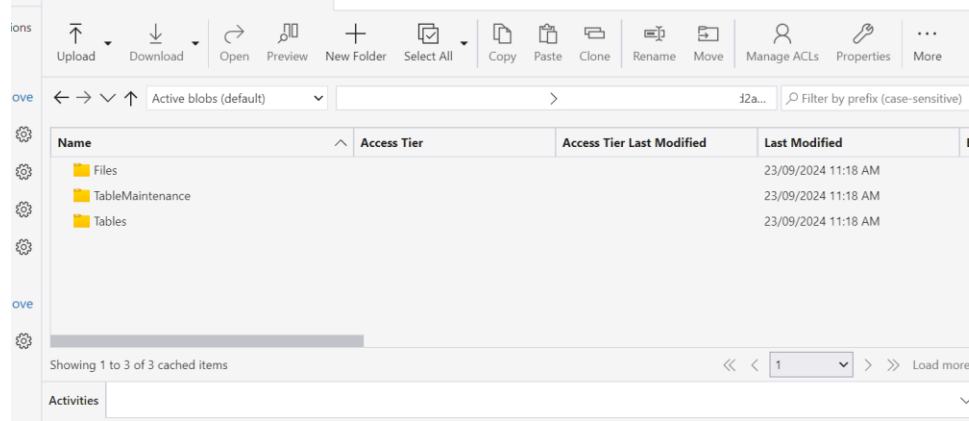 ions
Upload Download Open Preview New Folder Select All Copy Paste Clone Rename Move Manage ACLs Properties More
ove Active blobs (default) d2a... Filter by prefix (case-sensitive)
Name Access Tier Access Tier Last Modified Last Modified
Files 23/09/2024 11:18 AM
TableMaintenance 23/09/2024 11:18 AM
Tables 23/09/2024 11:18 AM
ove
Showing 1 to 3 of 3 cached items 1 Load more
Activities